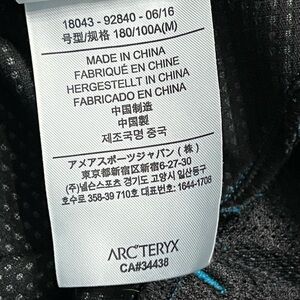 18043 - 92840 - 06/16
号型/规格 180/100A(M)
MADE IN CHINA
FABRIQUÉ EN CHINE
HERGESTELLT IN CHINA
FABRICADO EN CHINA
中国制造
中国製
제조국명 중국
アメアスポーツジャパン(株)
東京都新宿区新宿6-27-30
(주)넬슨스포츠 경기도 고양시 일산동구
호수로 358-39 710호 대표번호: 1644-1708
ARC'TERYX
CA#34438